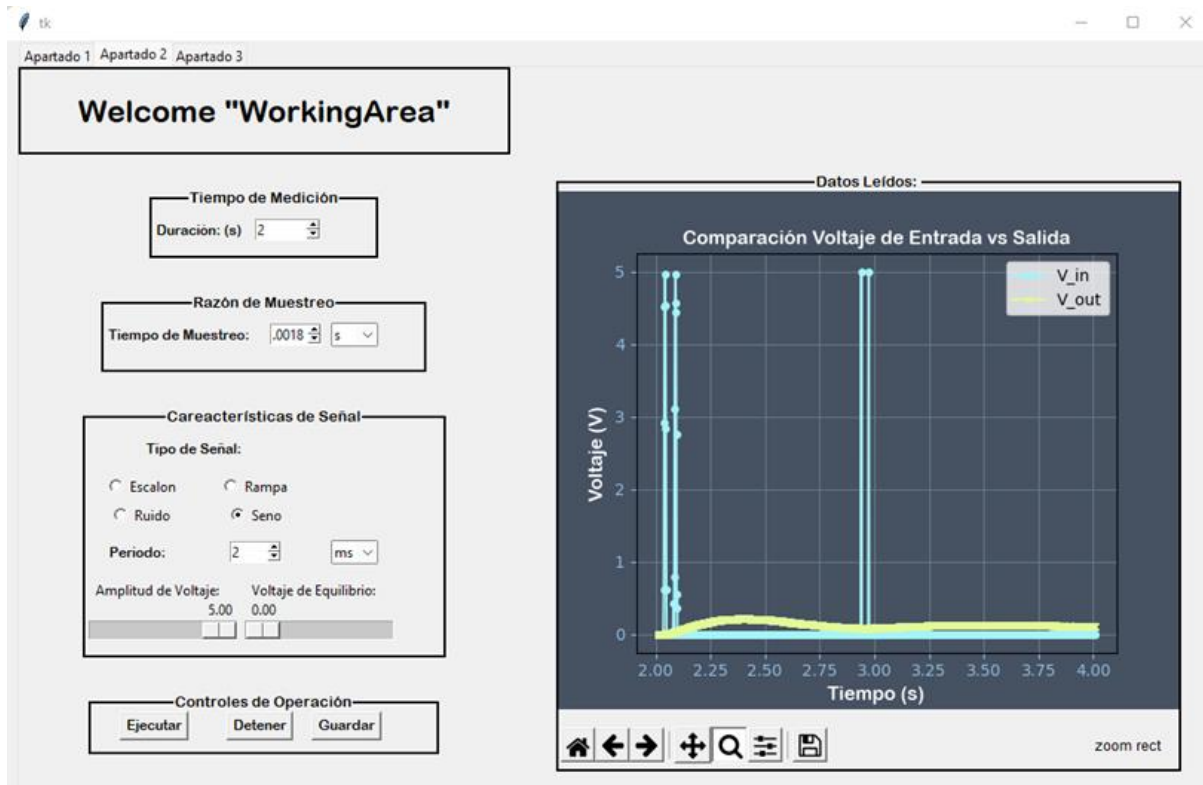 tk
Apartado 1 Apartado 2 Apartado 3
Welcome "WorkingArea"
Tiempo de Medición
Duración: (s) 2
Razón de Muestreo
Tiempo de Muestreo: .0018 s
Careacterísticas de Señal
Tipo de Señal:
Escalon Rampa
Ruido Seno
Periodo: 2 ms
Amplitud de Voltaje: Voltaje de Equilibrio:
5.00 0.00
Controles de Operación
Ejecutar Detener Guardar
Datos Leídos:
Comparación Voltaje de Entrada vs Salida
V_in
V_out
Voltaje (V)
5
4
3
2
1
0
2.00 2.25 2.50 2.75 3.00 3.25 3.50 3.75 4.00
Tiempo (s)
zoom rect